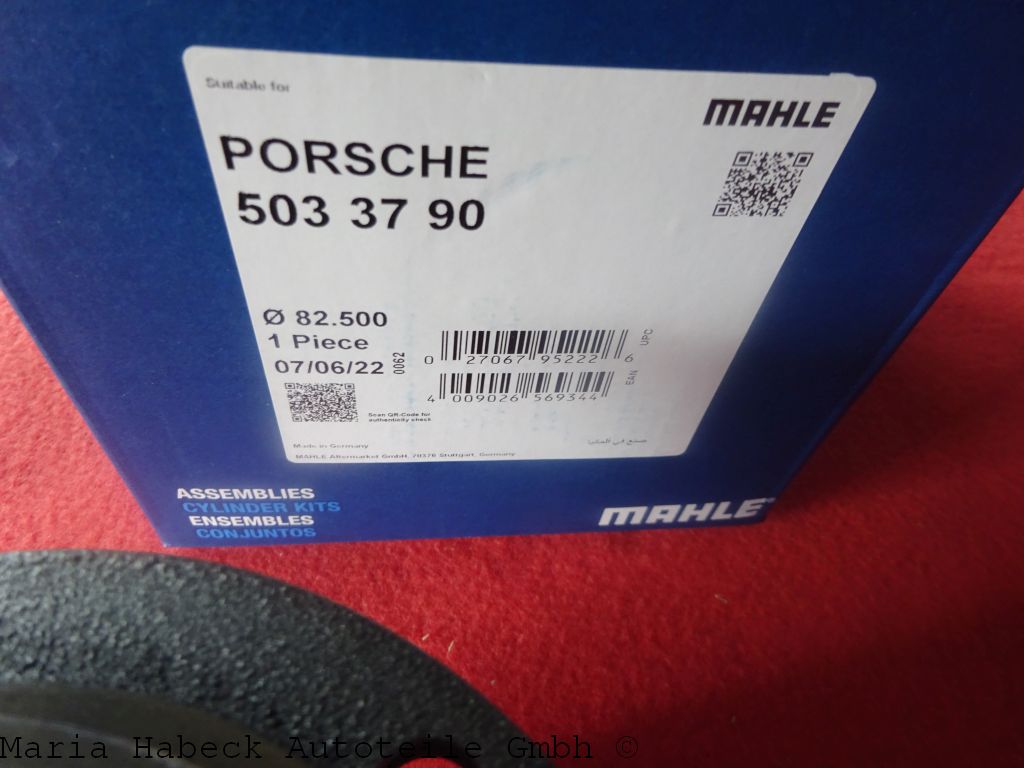 Suitable for
MAHLE
PORSCHE
503 37 90
Ø 82.500
1 Piece
07/06/22
0062
0 27067 95222 6
UPC
4 009026 569344
EAN
Scan QR-Code for
authenticity check
Made in Germany
صنع في ألمانيا
MAHLE Aftermarket GmbH, 70376 Stuttgart, Germany
ASSEMBLIES
CYLINDER KITS
ENSEMBLES
CONJUNTOS
MAHLE
Maria Habeck Autoteile Gmbh ©